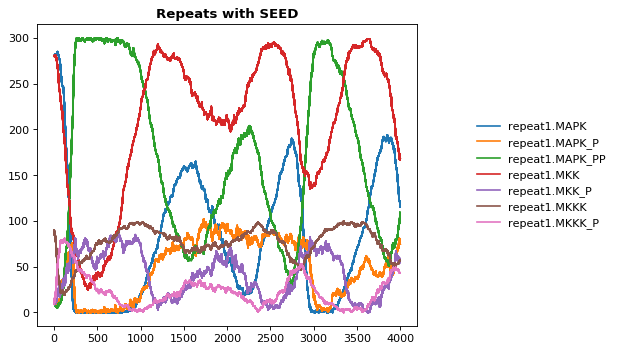 Repeats with SEED
300
250
200
150
100
50
0
0 500 1000 1500 2000 2500 3000 3500 4000
repeat1.MAPK
repeat1.MAPK_P
repeat1.MAPK_PP
repeat1.MKK
repeat1.MKK_P
repeat1.MKKK
repeat1.MKKK_P